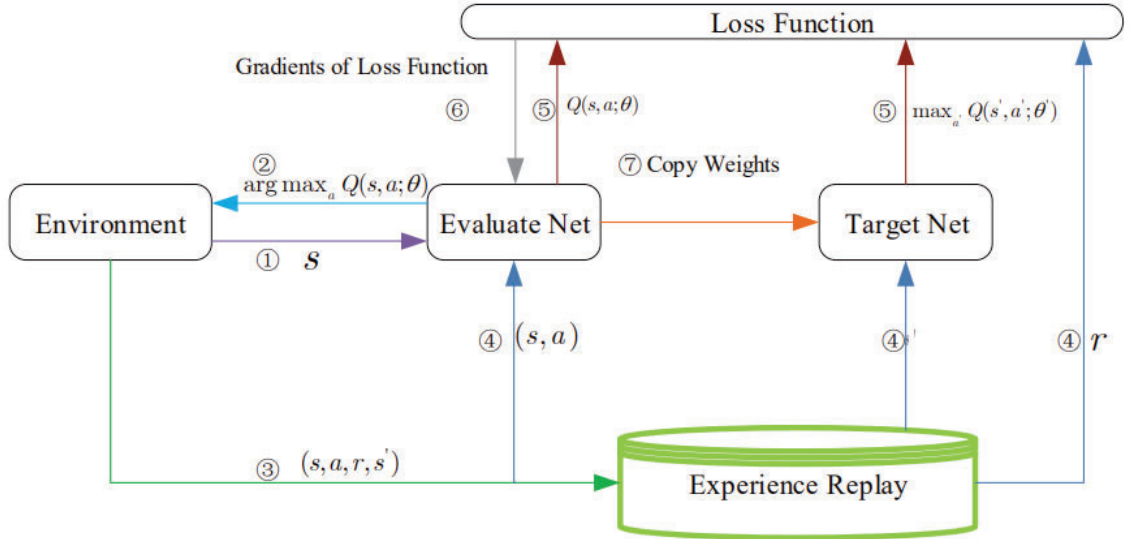 Loss Function
Gradients of Loss Function
⑥
⑤ Q(s,a;θ)
⑤ max_a' Q(s',a';θ')
②
arg max_a Q(s,a;θ)
⑦ Copy Weights
Environment
Evaluate Net
Target Net
① s
④ (s,a)
④ s'
④ r
③ (s,a,r,s')
Experience Replay